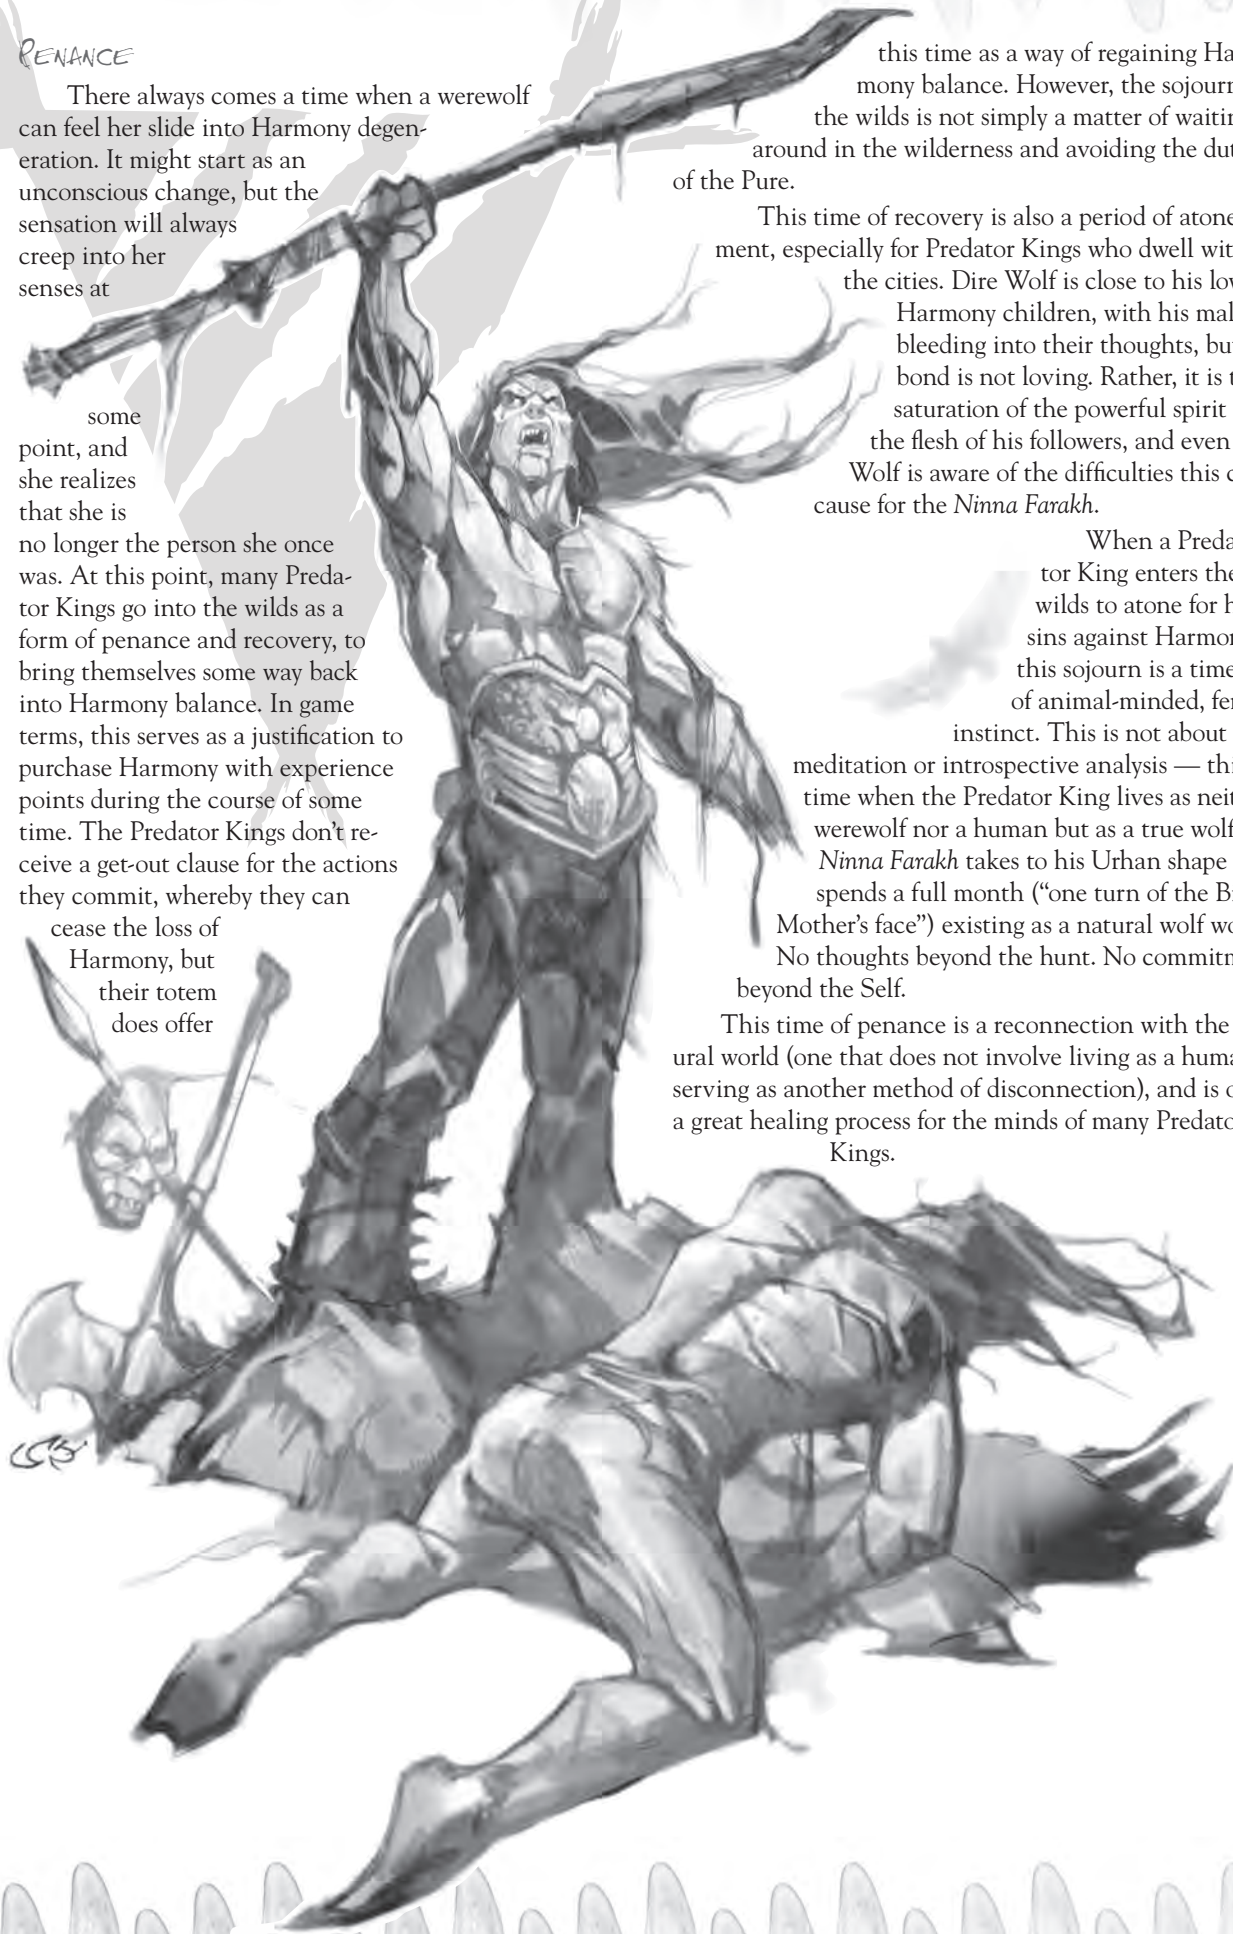 PENANCE
There always comes a time when a werewolf
can feel her slide into Harmony degen-
eration. It might start as an
unconscious change, but the
sensation will always
creep into her
senses at
some
point, and
she realizes
that she is
no longer the person she once
was. At this point, many Preda-
tor Kings go into the wilds as a
form of penance and recovery, to
bring themselves some way back
into Harmony balance. In game
terms, this serves as a justification to
purchase Harmony with experience
points during the course of some
time. The Predator Kings don't re-
ceive a get-out clause for the actions
they commit, whereby they can
cease the loss of
Harmony, but
their totem
does offer
this time as a way of regaining Ha
mony balance. However, the sojourn
the wilds is not simply a matter of waitin
around in the wilderness and avoiding the dut
of the Pure.
This time of recovery is also a period of atone
ment, especially for Predator Kings who dwell wit
the cities. Dire Wolf is close to his lov
Harmony children, with his mal
bleeding into their thoughts, bu
bond is not loving. Rather, it is t
saturation of the powerful spirit
the flesh of his followers, and even
Wolf is aware of the difficulties this c
cause for the Ninna Farakh.
When a Preda
tor King enters the
wilds to atone for h
sins against Harmon
this sojourn is a time
of animal-minded, fer
instinct. This is not about
meditation or introspective analysis — thi
time when the Predator King lives as neit
werewolf nor a human but as a true wolf
Ninna Farakh takes to his Urhan shape
spends a full month (“one turn of the Br
Mother's face”) existing as a natural wolf wo
No thoughts beyond the hunt. No commitm
beyond the Self.
This time of penance is a reconnection with the
ural world (one that does not involve living as a huma
serving as another method of disconnection), and is o
a great healing process for the minds of many Predato
Kings.